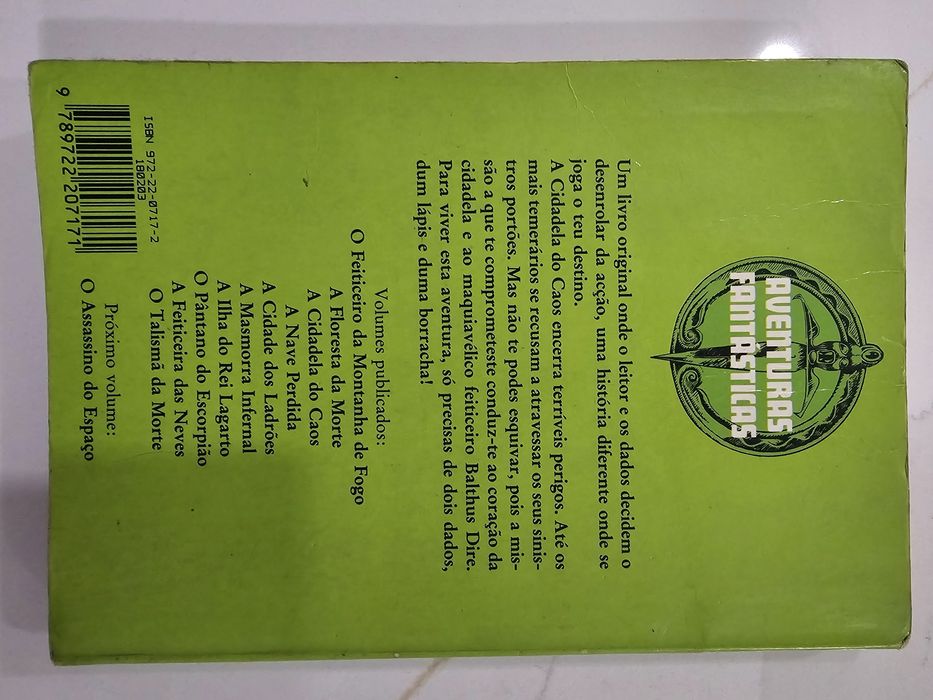 AVENTURAS
FANTÁSTICAS
Um livro original onde o leitor e os dados decidem o
desenrolar da acção, uma história diferente onde se
joga o teu destino.
A Cidadela do Caos encerra terríveis perigos. Até os
mais temerários se recusam a atravessar os seus sinis-
tros portões. Mas não te podes esquivar, pois a mis-
são a que te comprometeste conduz-te ao coração da
cidadela e ao maquiavélico feiticeiro Balthus Dire.
Para viver esta aventura, só precisas de dois dados,
dum lápis e duma borracha!
Volumes publicados:
O Feiticeiro da Montanha de Fogo
A Floresta da Morte
A Cidadela do Caos
A Nave Perdida
A Cidade dos Ladrões
A Masmorra Infernal
A Ilha do Rei Lagarto
O Pântano do Escorpião
A Feiticeira das Neves
O Talismã da Morte
Próximo volume:
O Assassino do Espaço
ISBN 972-22-0717-2
180203
9 789722 207171